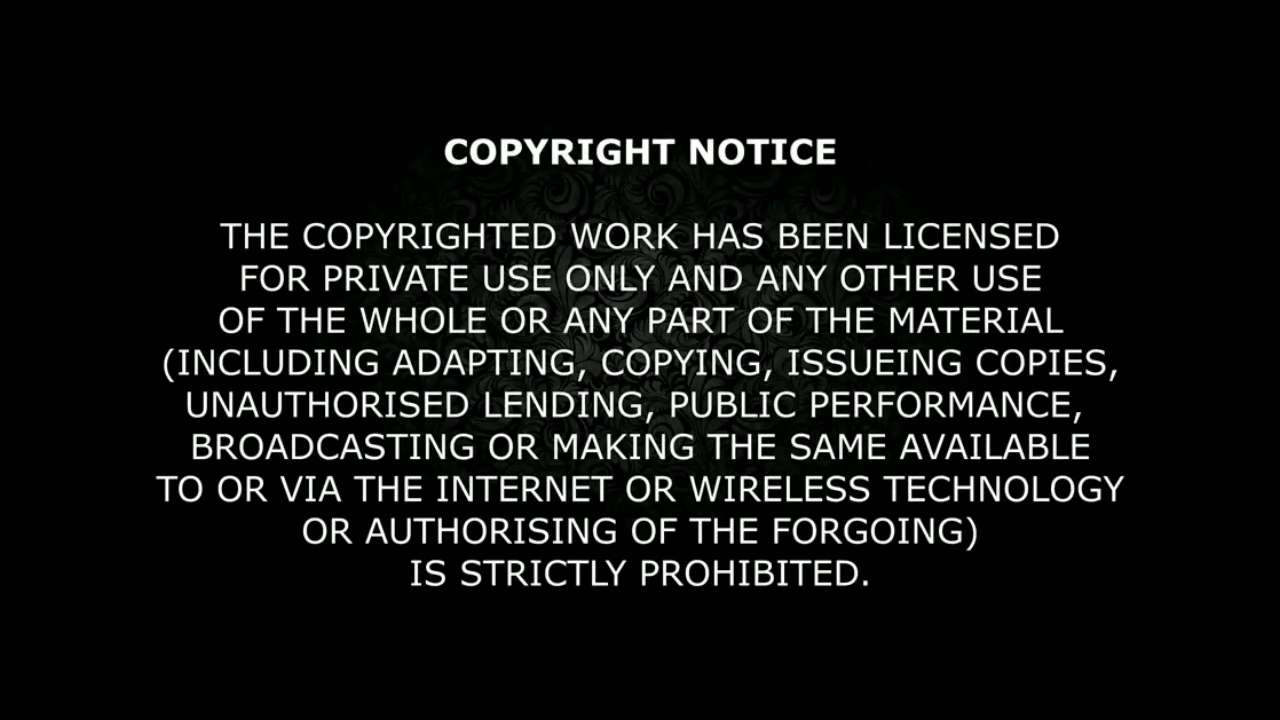 COPYRIGHT NOTICE
THE COPYRIGHTED WORK HAS BEEN LICENSED
FOR PRIVATE USE ONLY AND ANY OTHER USE
OF THE WHOLE OR ANY PART OF THE MATERIAL
(INCLUDING ADAPTING, COPYING, ISSUEING COPIES,
UNAUTHORISED LENDING, PUBLIC PERFORMANCE,
BROADCASTING OR MAKING THE SAME AVAILABLE
TO OR VIA THE INTERNET OR WIRELESS TECHNOLOGY
OR AUTHORISING OF THE FORGOING)
IS STRICTLY PROHIBITED.